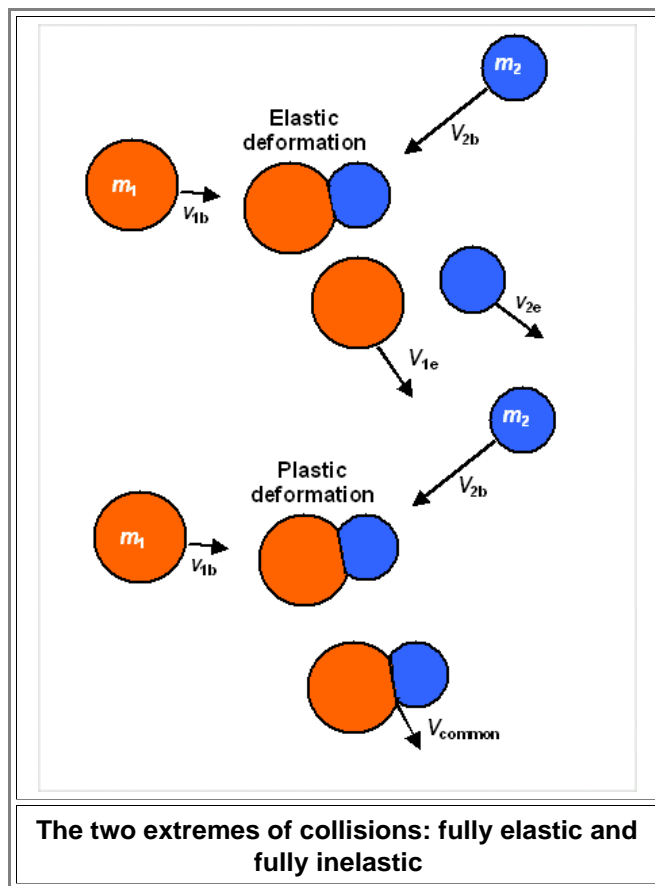 m2
Elastic
deformation
V2b
m1
V1b
V2e
V1e
m2
Plastic
deformation
V2b
m1
V1b
Vcommon
The two extremes of collisions: fully elastic and
fully inelastic